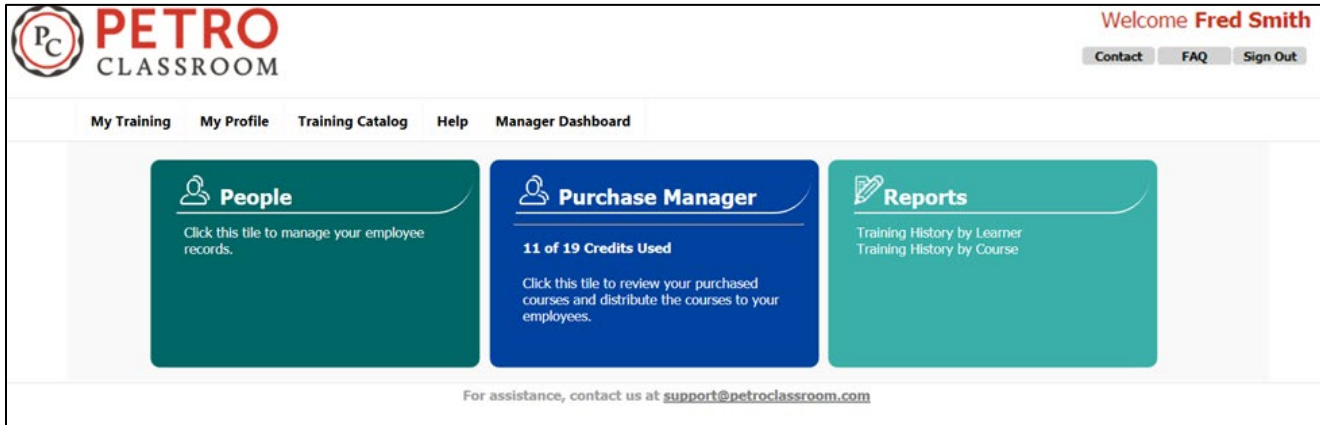 PC
PETRO
CLASSROOM
Welcome Fred Smith
Contact FAQ Sign Out
My Training My Profile Training Catalog Help Manager Dashboard
People
Click this tile to manage your employee
records.
Purchase Manager
11 of 19 Credits Used
Click this tile to review your purchased
courses and distribute the courses to your
employees.
Reports
Training History by Learner
Training History by Course
For assistance, contact us at support@petroclassroom.com